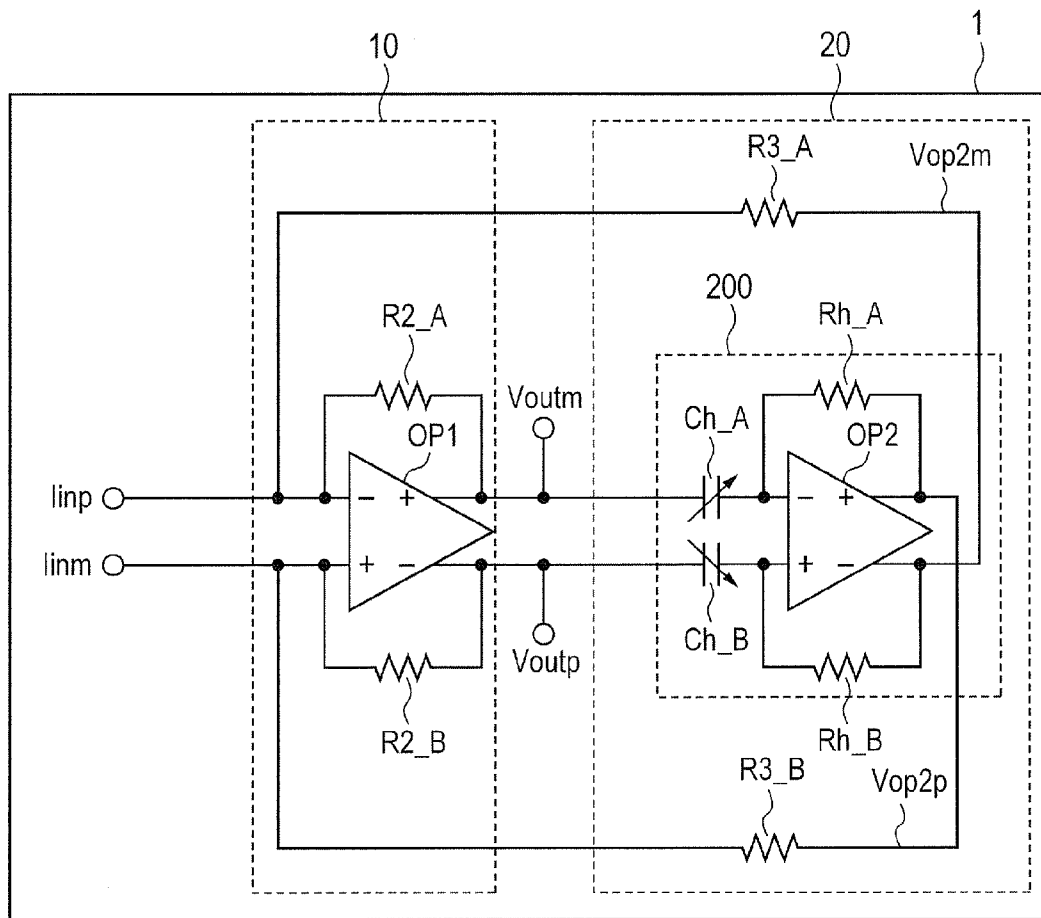 1
10
20
R3_A
Vop2m
200
R2_A
Rh_A
Voutm
OP1
Ch_A
OP2
Iinp
- +
- +
Iinm
+ -
+ -
Ch_B
Voutp
R2_B
Rh_B
R3_B
Vop2p